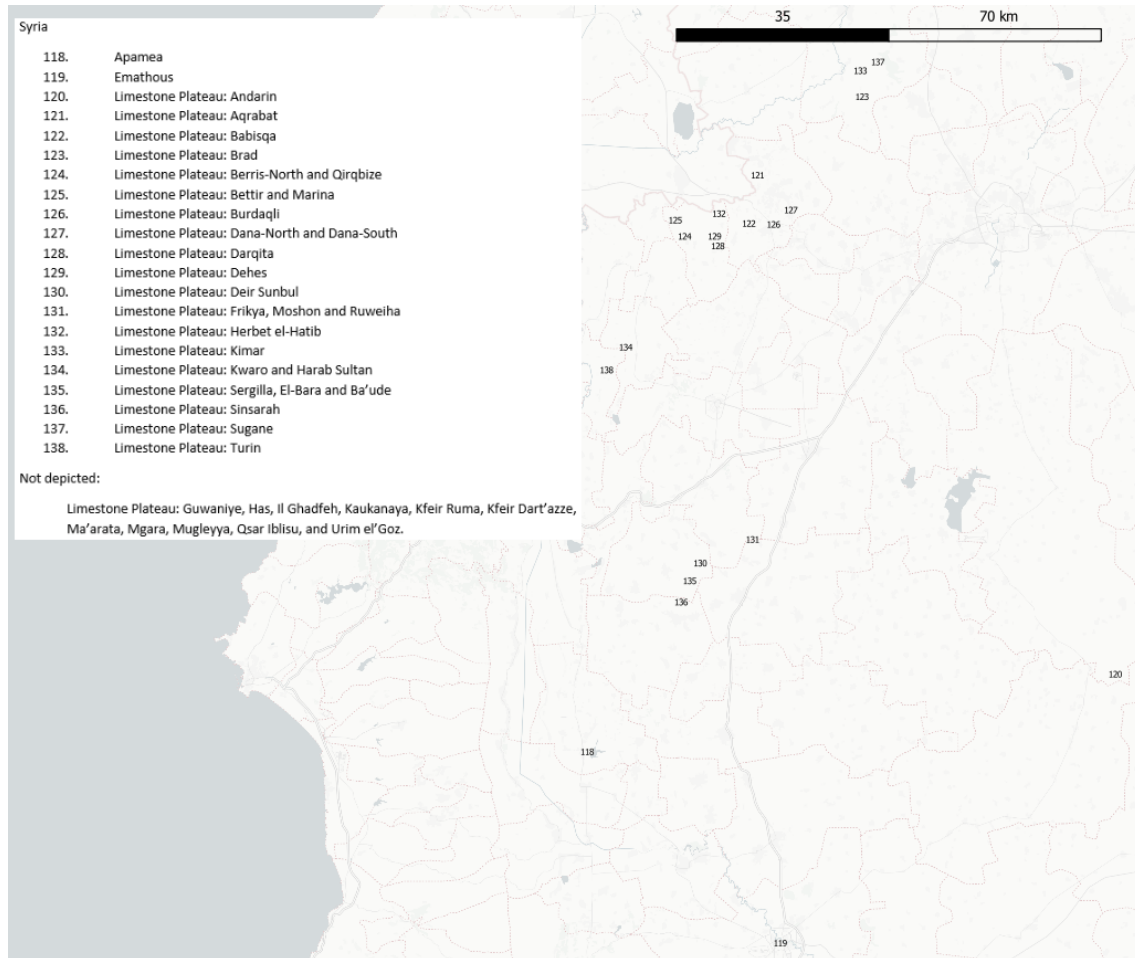 Syria
118. Apamea
119. Emathous
120. Limestone Plateau: Andarin
121. Limestone Plateau: Aqrabat
122. Limestone Plateau: Babisqa
123. Limestone Plateau: Brad
124. Limestone Plateau: Berris-North and Qirqbize
125. Limestone Plateau: Bettir and Marina
126. Limestone Plateau: Burdaqli
127. Limestone Plateau: Dana-North and Dana-South
128. Limestone Plateau: Darqita
129. Limestone Plateau: Dehes
130. Limestone Plateau: Deir Sunbul
131. Limestone Plateau: Frikya, Moshon and Ruweiha
132. Limestone Plateau: Herbet el-Hatib
133. Limestone Plateau: Kimar
134. Limestone Plateau: Kwaro and Harab Sultan
135. Limestone Plateau: Sergilla, El-Bara and Ba’ude
136. Limestone Plateau: Sinsarah
137. Limestone Plateau: Sugane
138. Limestone Plateau: Turin
Not depicted:
Limestone Plateau: Guwaniye, Has, Il Ghadfeh, Kaukanaya, Kfeir Ruma, Kfeir Dart’azze,
Ma’arata, Mgara, Mugleyya, Qsar Iblisu, and Urim el’Goz.
35 70 km
137
133
123
121
127
132
125
122
126
124
129
128
134
138
131
130
135
136
120
118
119